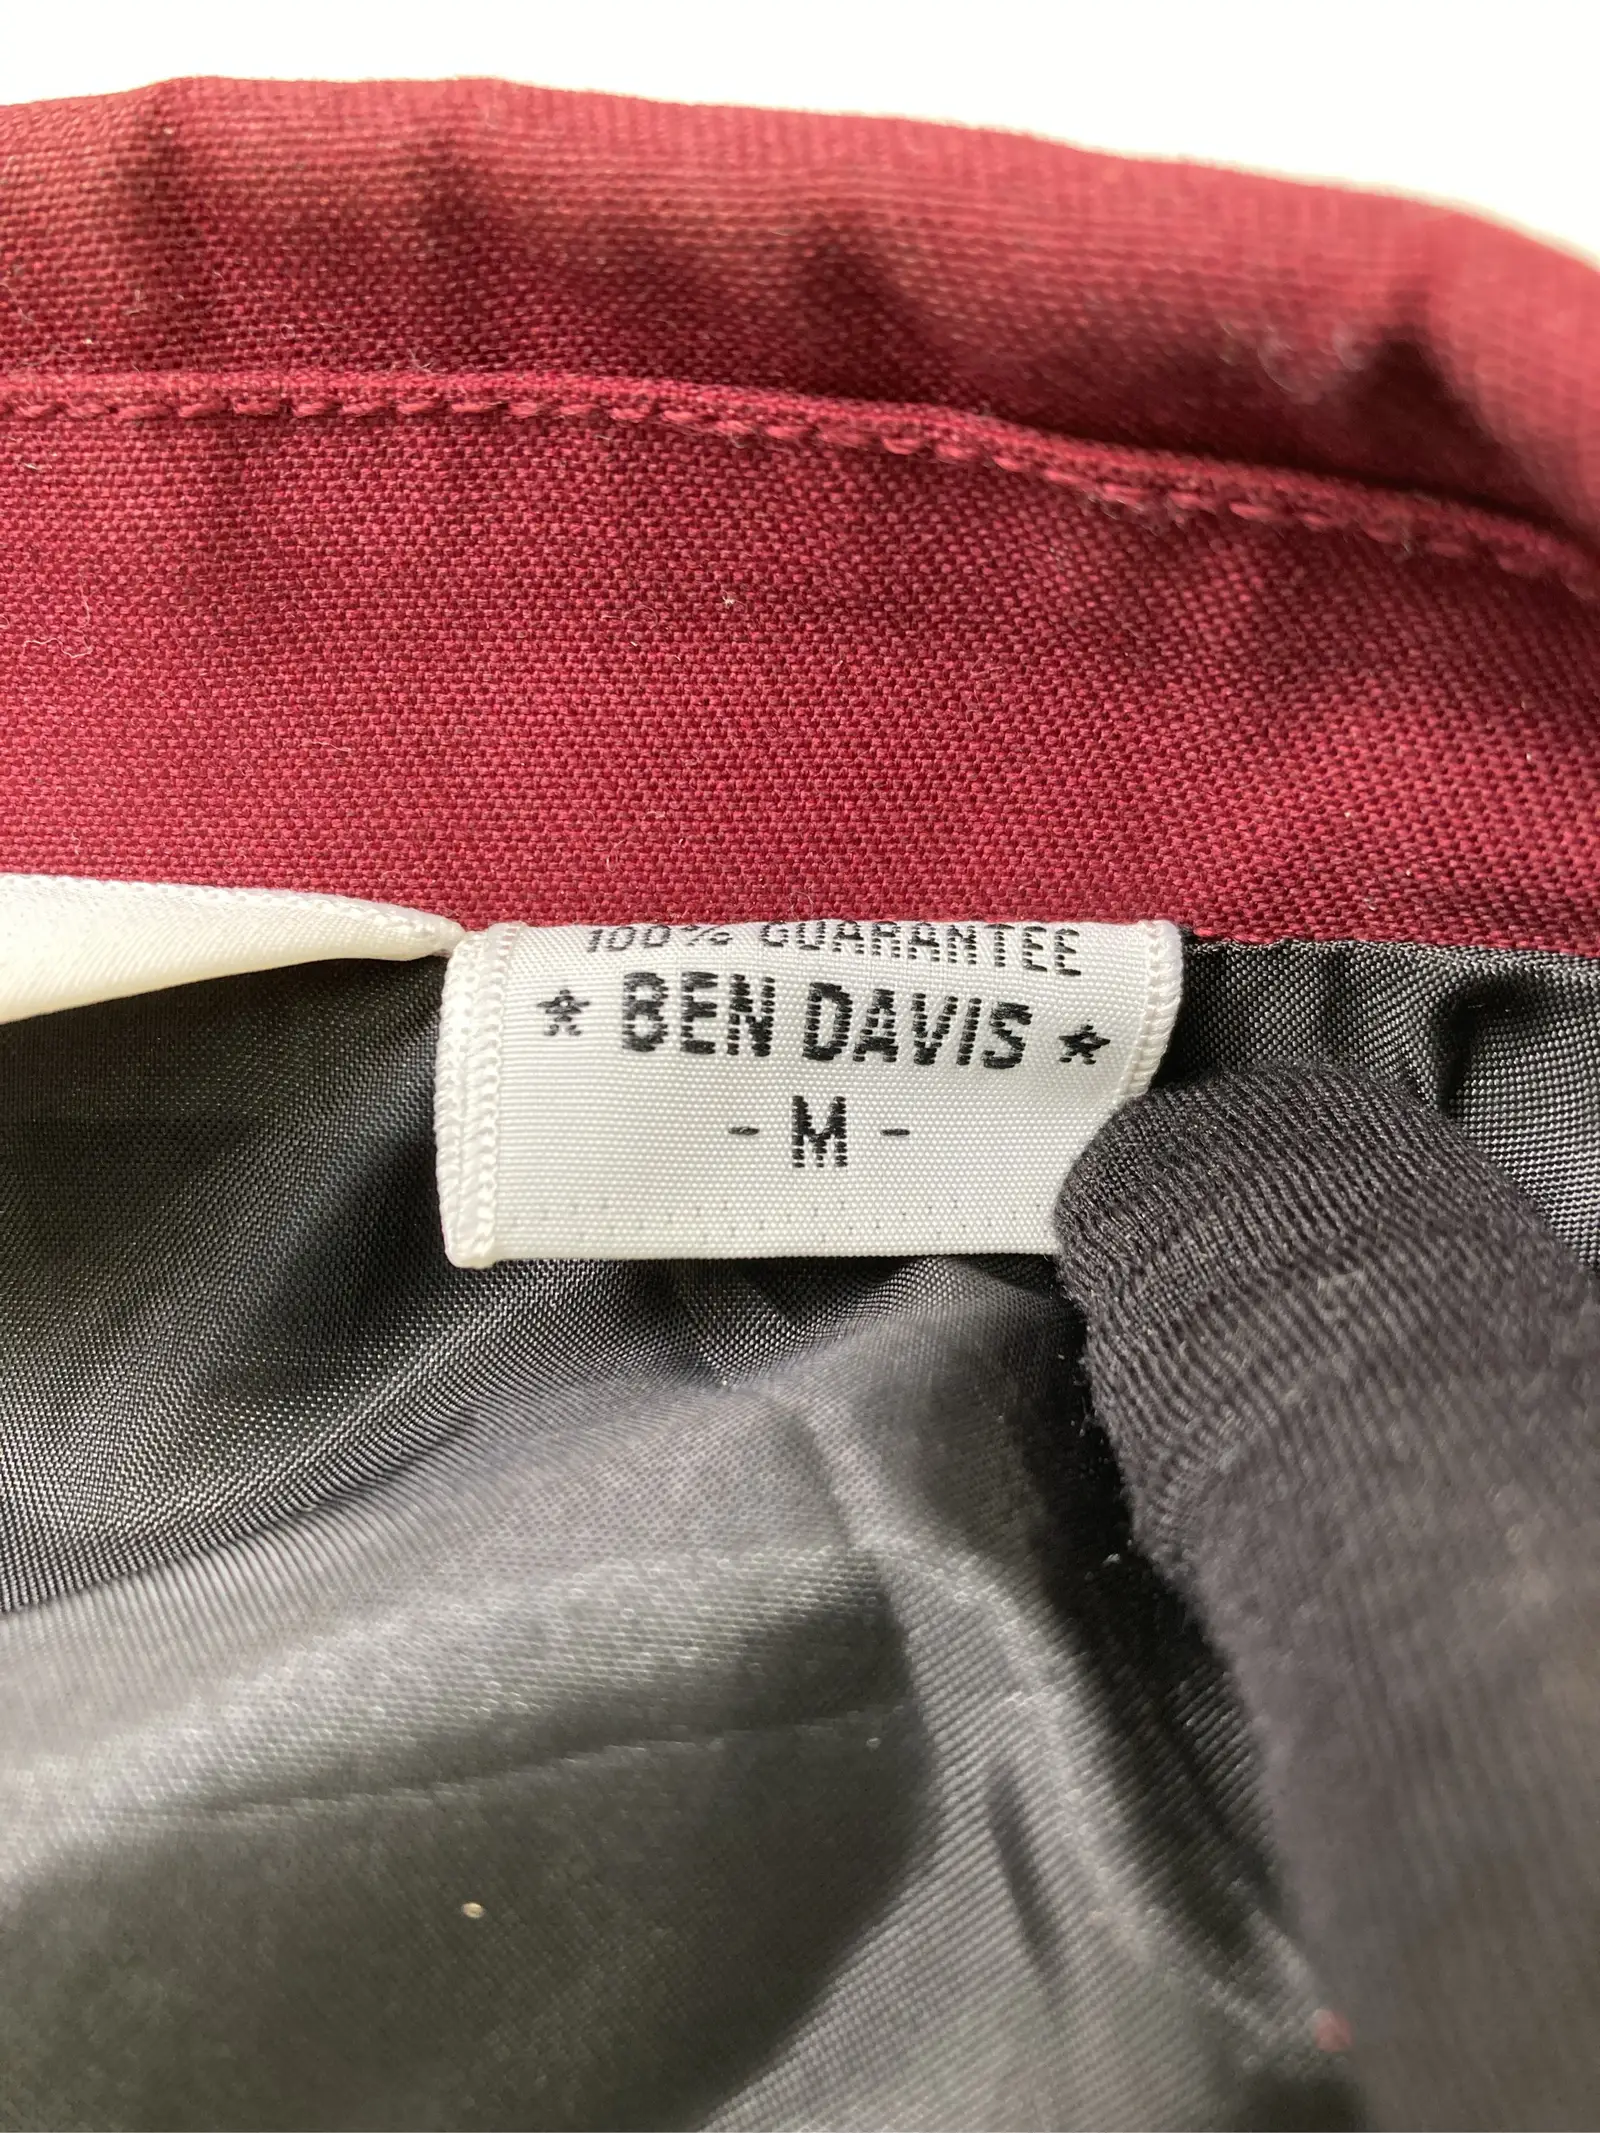 100% GUARANTEE
★ BEN DAVIS ★
- M -